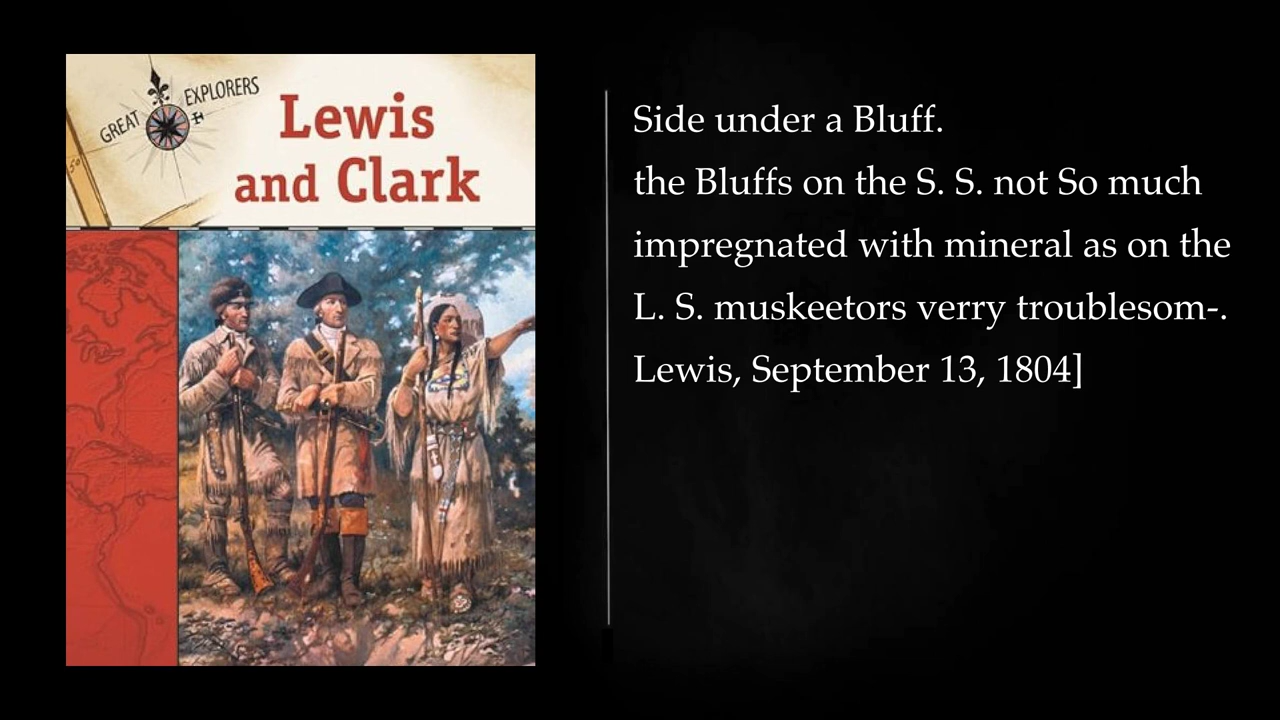 GREAT EXPLORERS
Lewis
and Clark
Side under a Bluff.
the Bluffs on the S. S. not So much
impregnated with mineral as on the
L. S. muskeetors verry troublesom-.
Lewis, September 13, 1804]